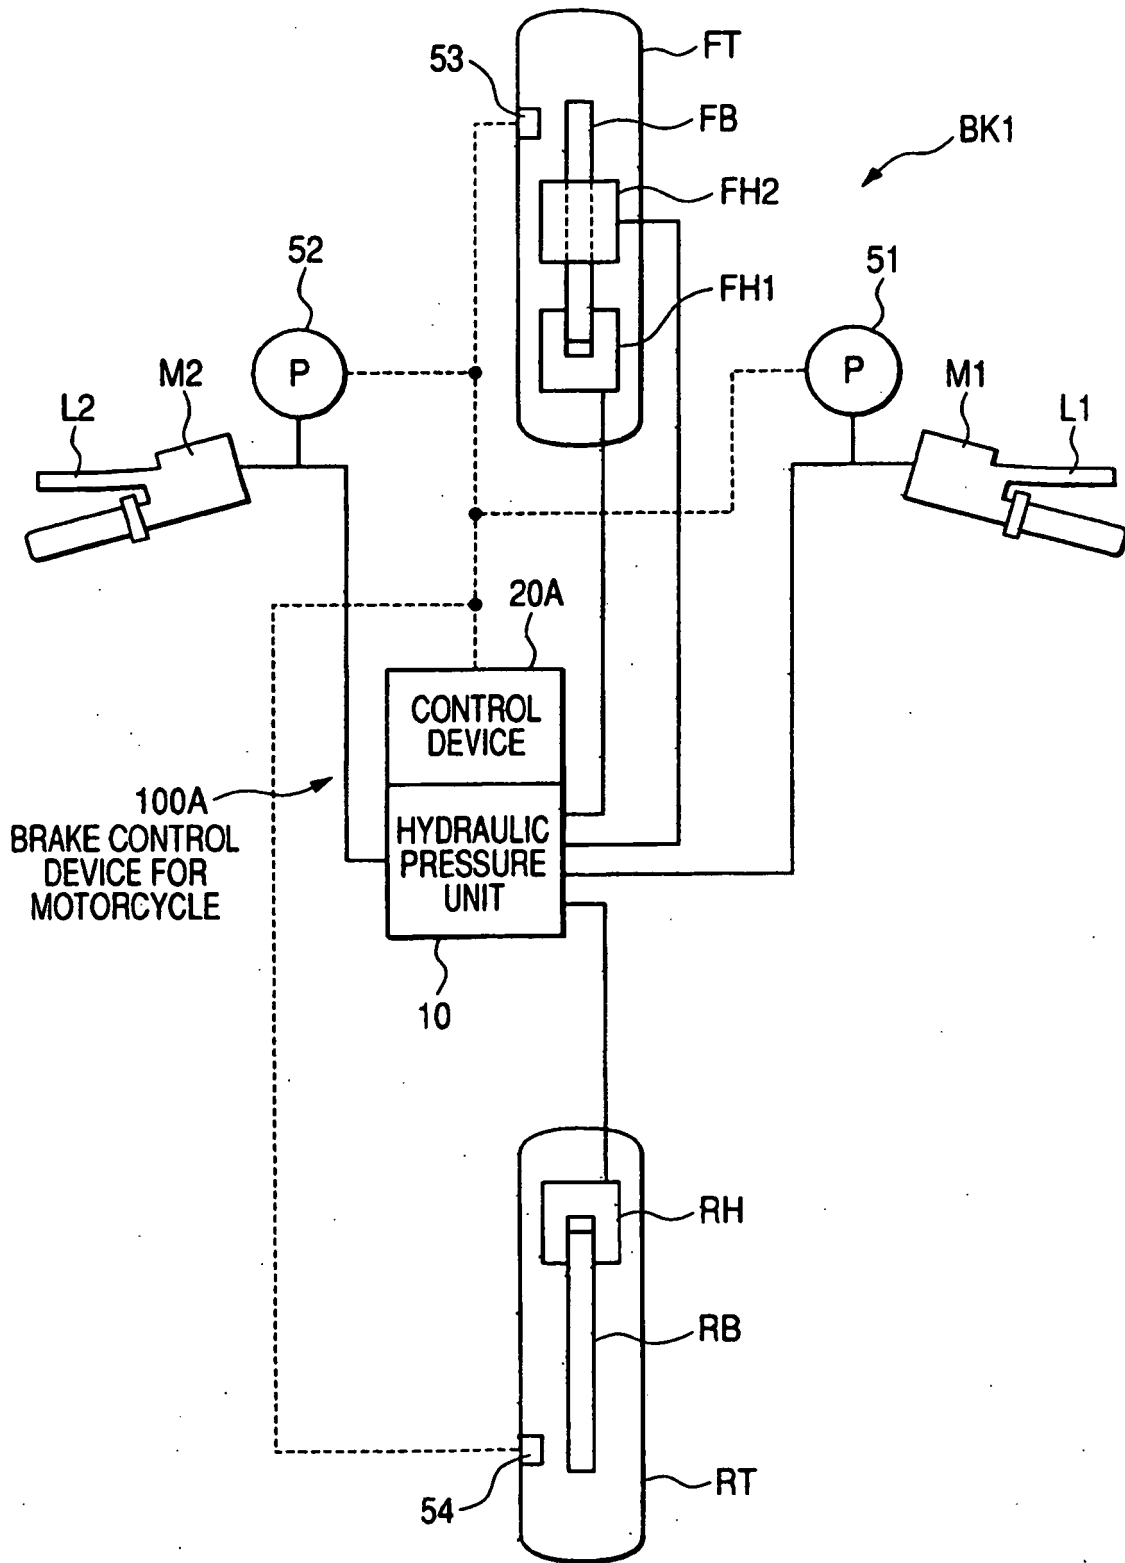 FT
53
FB
BK1
FH2
52
51
FH1
P
P
M2
M1
L2
L1
20A
CONTROL
DEVICE
100A
BRAKE CONTROL
DEVICE FOR
MOTORCYCLE
HYDRAULIC
PRESSURE
UNIT
10
RH
RB
54
RT